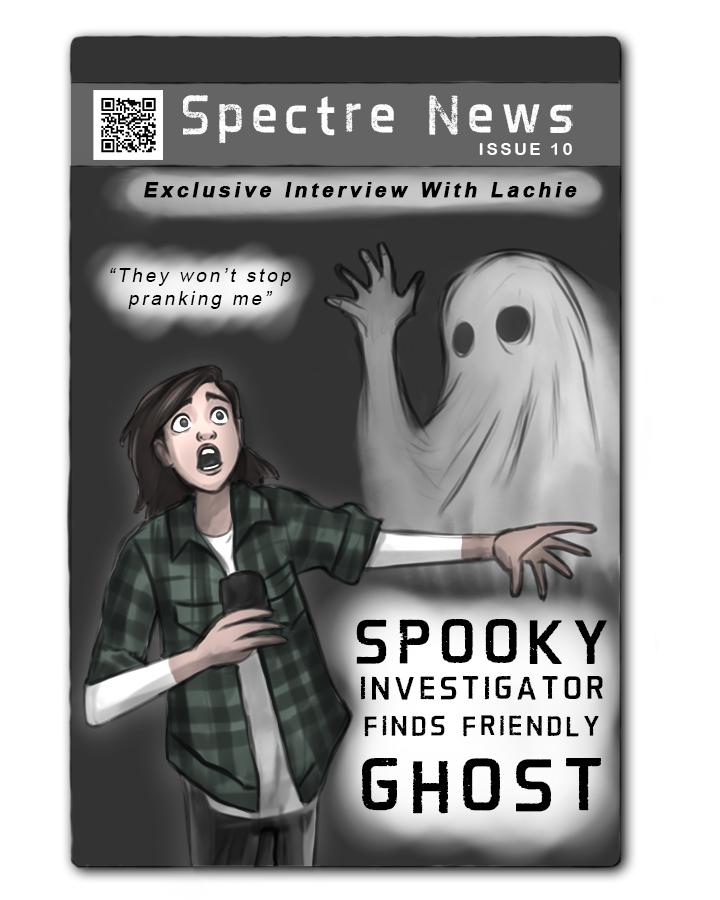 Spectre News
ISSUE 10
Exclusive Interview With Lachie
“They won’t stop
pranking me”
SPOOKY
INVESTIGATOR
FINDS FRIENDLY
GHOST